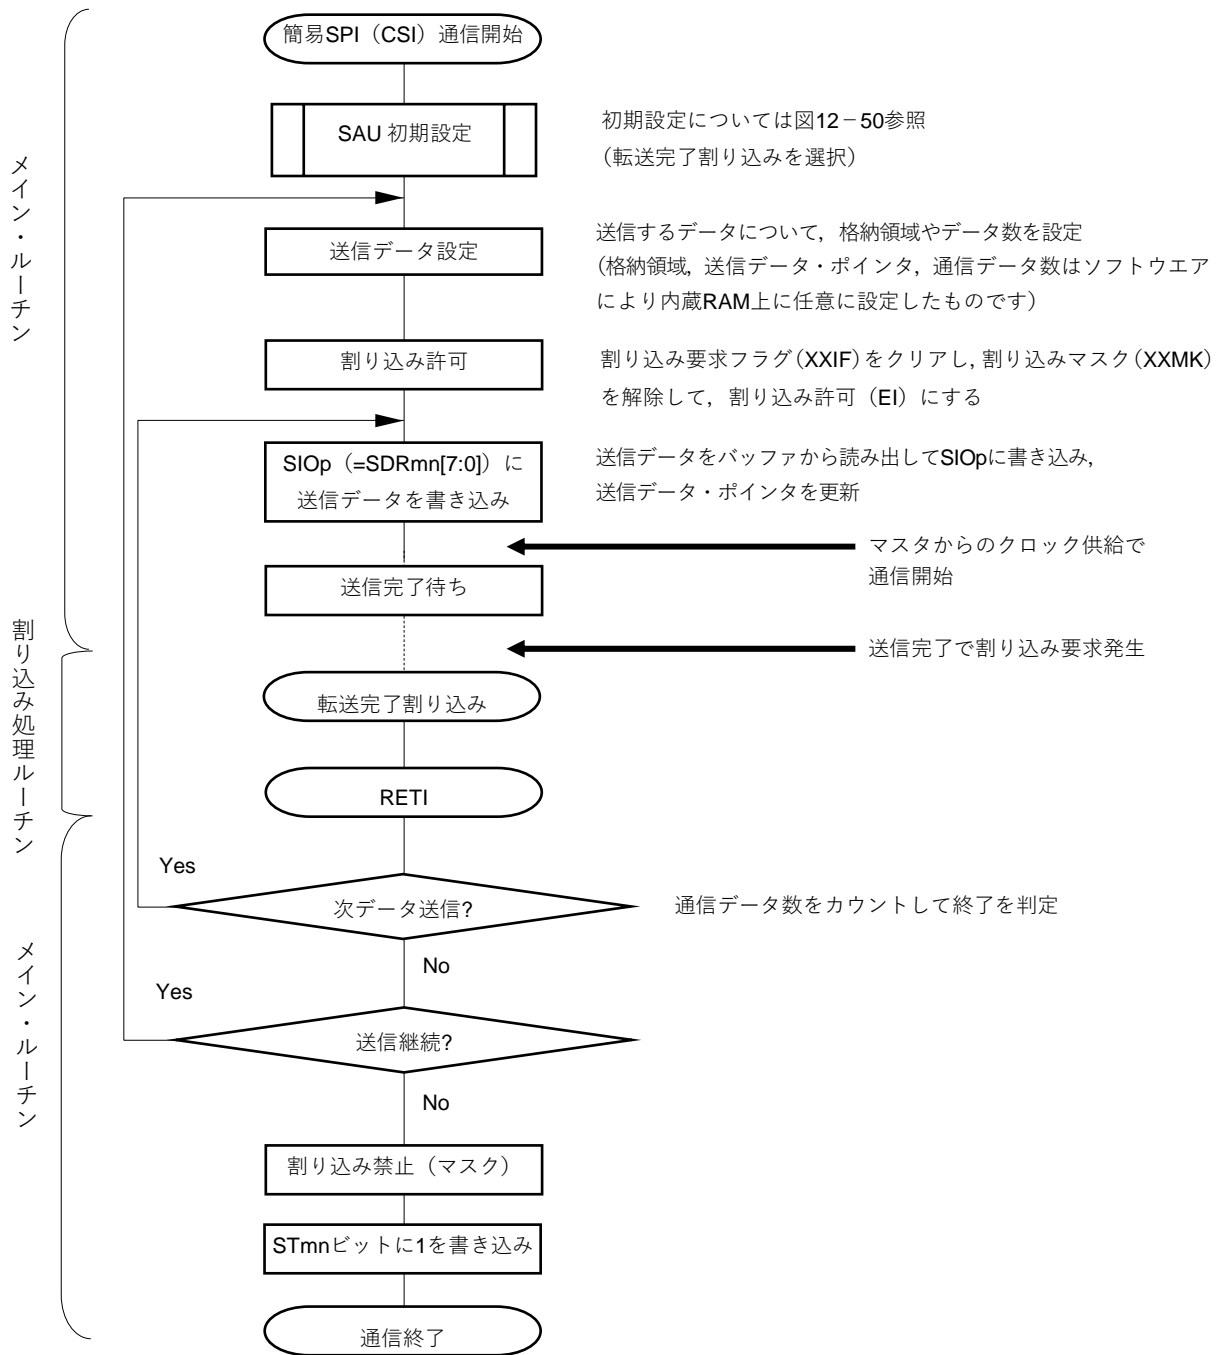 簡易SPI（CSI）通信開始
SAU 初期設定
初期設定については図12－50参照
（転送完了割り込みを選択）
メイン・ルーチン
送信データ設定
送信するデータについて，格納領域やデータ数を設定
（格納領域，送信データ・ポインタ，通信データ数はソフトウエア
により内蔵RAM上に任意に設定したものです）
割り込み許可
割り込み要求フラグ（XXIF）をクリアし，割り込みマスク（XXMK）
を解除して，割り込み許可（EI）にする
SIOp（=SDRmn[7:0]）に
送信データを書き込み
送信データをバッファから読み出してSIOpに書き込み，
送信データ・ポインタを更新
マスタからのクロック供給で
通信開始
送信完了待ち
送信完了で割り込み要求発生
割り込み処理ルーチン
転送完了割り込み
RETI
Yes
次データ送信?
通信データ数をカウントして終了を判定
No
メイン・ルーチン
Yes
送信継続?
No
割り込み禁止（マスク）
STmnビットに1を書き込み
通信終了